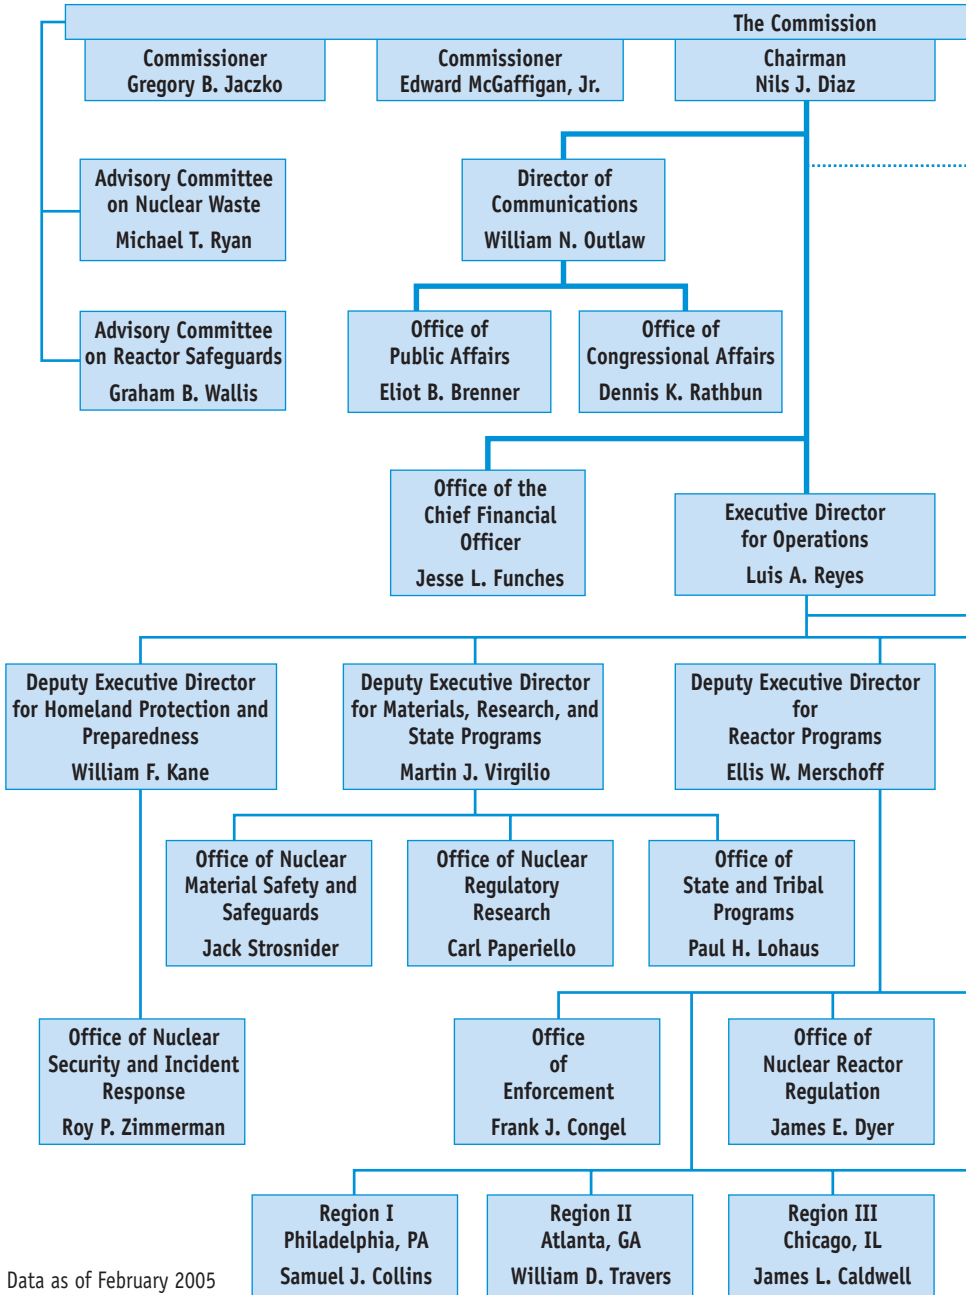 The Commission
Commissioner
Gregory B. Jaczko
Commissioner
Edward McGaffigan, Jr.
Chairman
Nils J. Diaz
Advisory Committee
on Nuclear Waste
Michael T. Ryan
Director of
Communications
William N. Outlaw
Advisory Committee
on Reactor Safeguards
Graham B. Wallis
Office of
Public Affairs
Eliot B. Brenner
Office of
Congressional Affairs
Dennis K. Rathbun
Office of the
Chief Financial
Officer
Jesse L. Funches
Executive Director
for Operations
Luis A. Reyes
Deputy Executive Director
for Homeland Protection and
Preparedness
William F. Kane
Deputy Executive Director
for Materials, Research, and
State Programs
Martin J. Virgilio
Deputy Executive Director
for
Reactor Programs
Ellis W. Merschoff
Office of Nuclear
Material Safety and
Safeguards
Jack Strosnider
Office of Nuclear
Regulatory
Research
Carl Paperiello
Office of
State and Tribal
Programs
Paul H. Lohaus
Office of Nuclear
Security and Incident
Response
Roy P. Zimmerman
Office
of
Enforcement
Frank J. Congel
Office of
Nuclear Reactor
Regulation
James E. Dyer
Region I
Philadelphia, PA
Samuel J. Collins
Region II
Atlanta, GA
William D. Travers
Region III
Chicago, IL
James L. Caldwell
Data as of February 2005